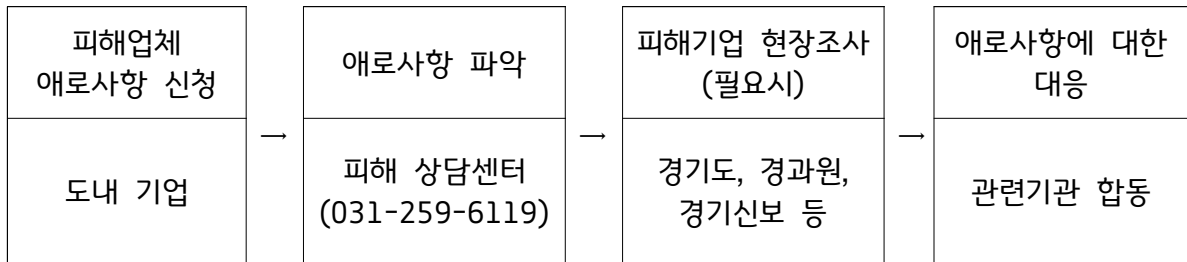 피해업체
애로사항 신청
도내 기업
→
애로사항 파악
피해 상담센터
(031-259-6119)
→
피해기업 현장조사
(필요시)
경기도, 경과원,
경기신보 등
→
애로사항에 대한
대응
관련기관 합동